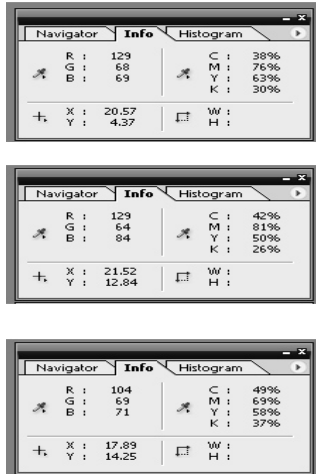 Navigator Info Histogram
R : 129 C : 38%
G : 68 M : 76%
B : 69 Y : 63%
K : 30%
X : 20.57 W :
Y : 4.37 H :
Navigator Info Histogram
R : 129 C : 42%
G : 64 M : 81%
B : 84 Y : 50%
K : 26%
X : 21.52 W :
Y : 12.84 H :
Navigator Info Histogram
R : 104 C : 49%
G : 69 M : 69%
B : 71 Y : 58%
K : 37%
X : 17.89 W :
Y : 14.25 H :